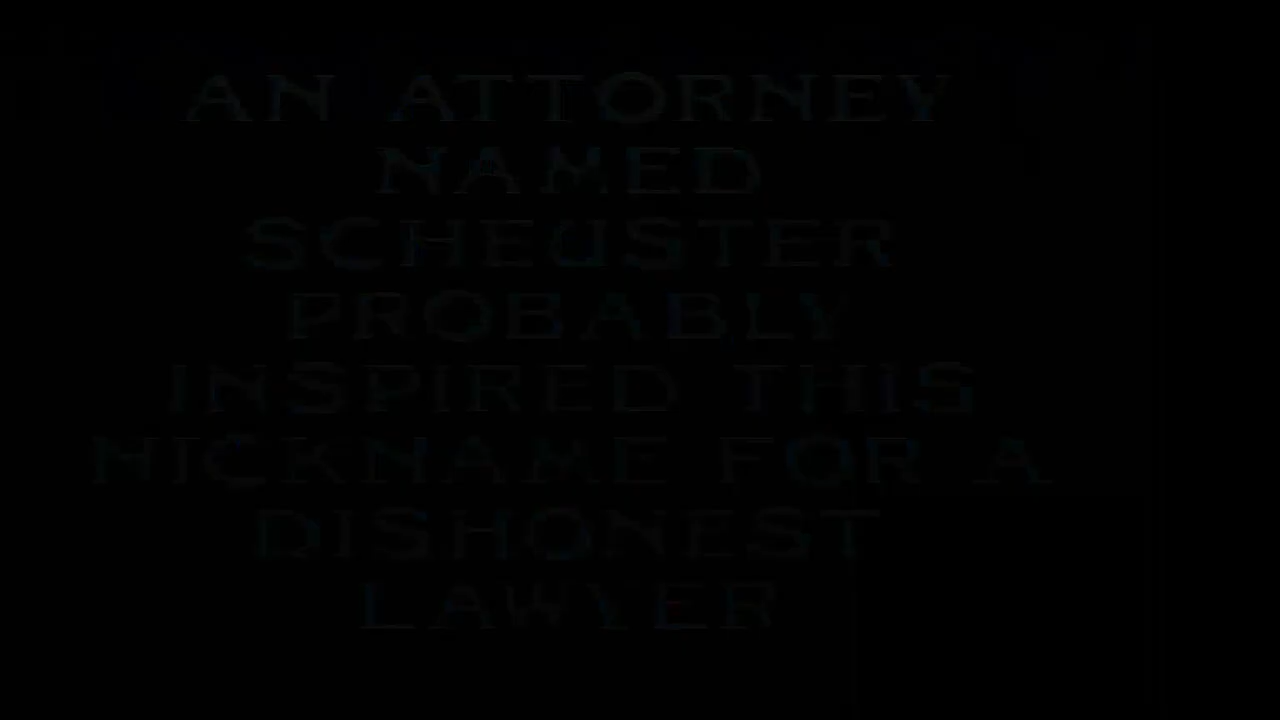 AN ATTORNEY
NAMED
SCHEUSTER
PROBABLY
INSPIRED THIS
NICKNAME FOR A
DISHONEST
LAWYER